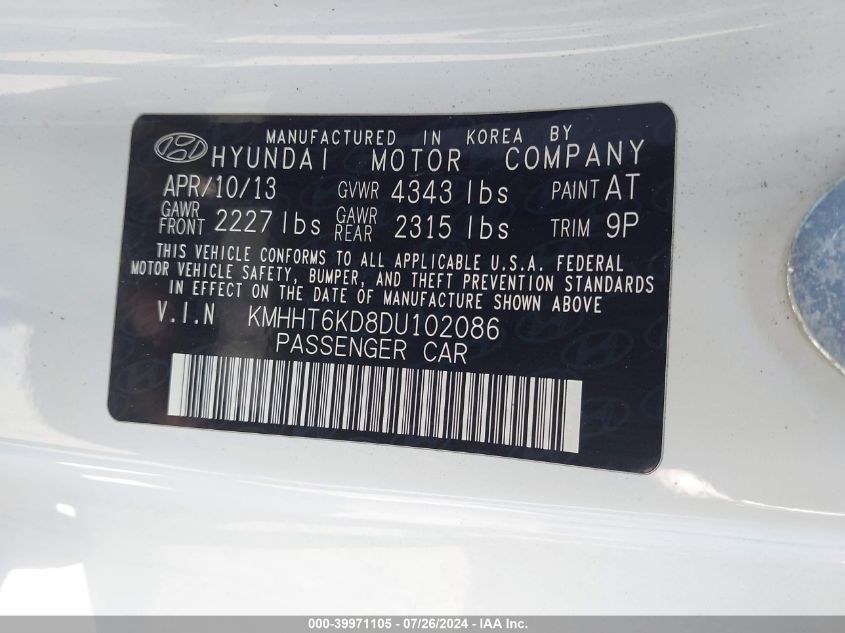 MANUFACTURED IN KOREA BY
HYUNDAI MOTOR COMPANY
APR/10/13 GVWR 4343 lbs PAINT AT
GAWR FRONT 2227 lbs GAWR REAR 2315 lbs TRIM 9P
THIS VEHICLE CONFORMS TO ALL APPLICABLE U.S.A. FEDERAL
MOTOR VEHICLE SAFETY, BUMPER, AND THEFT PREVENTION STANDARDS
IN EFFECT ON THE DATE OF MANUFACTURE SHOWN ABOVE
V.I.N KMHHT6KD8DU102086
PASSENGER CAR
000-39971105 - 07/26/2024 - IAA Inc.